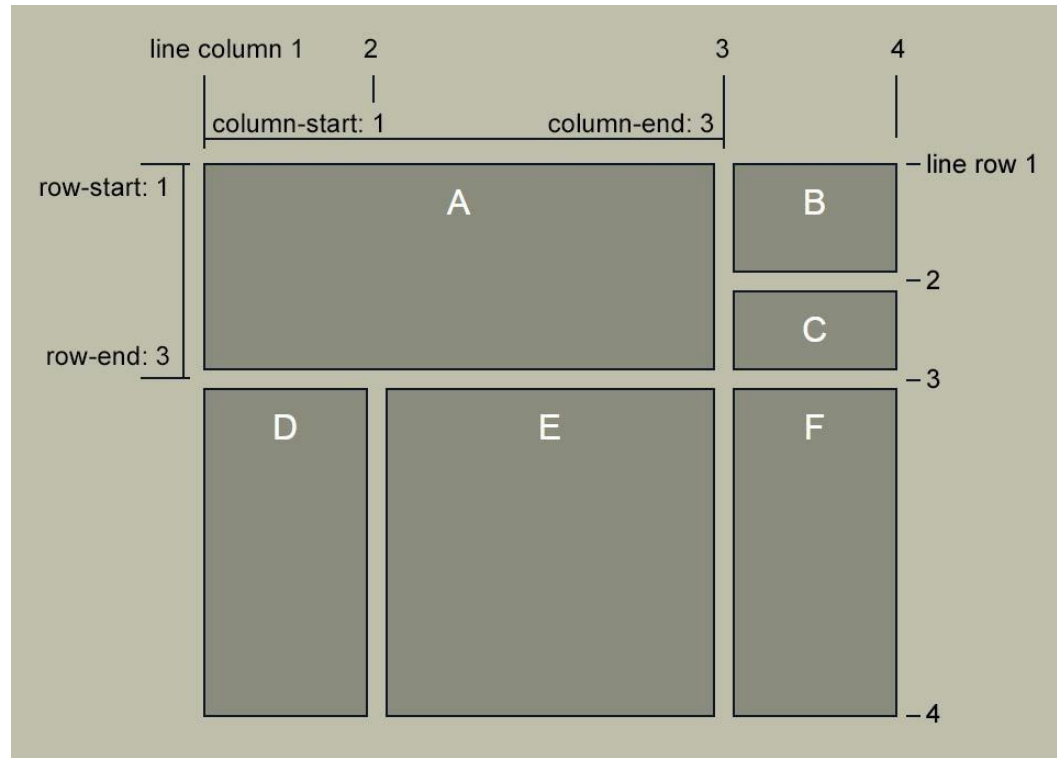 line column 1 2 3 4
column-start: 1 column-end: 3
line row 1
row-start: 1
A B
2
C
row-end: 3
3
D E F
4